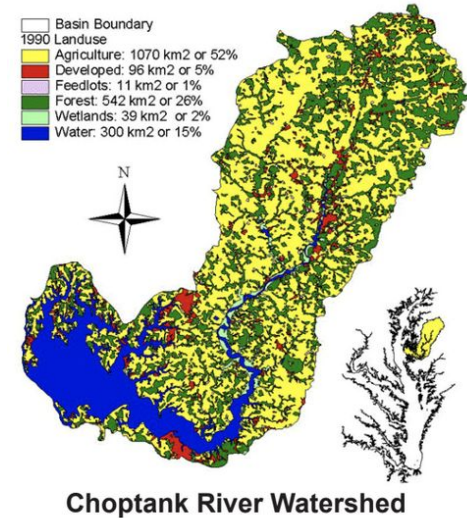 Basin Boundary
1990 Landuse
Agriculture: 1070 km2 or 52%
Developed: 96 km2 or 5%
Feedlots: 11 km2 or 1%
Forest: 542 km2 or 26%
Wetlands: 39 km2 or 2%
Water: 300 km2 or 15%
N
Choptank River Watershed